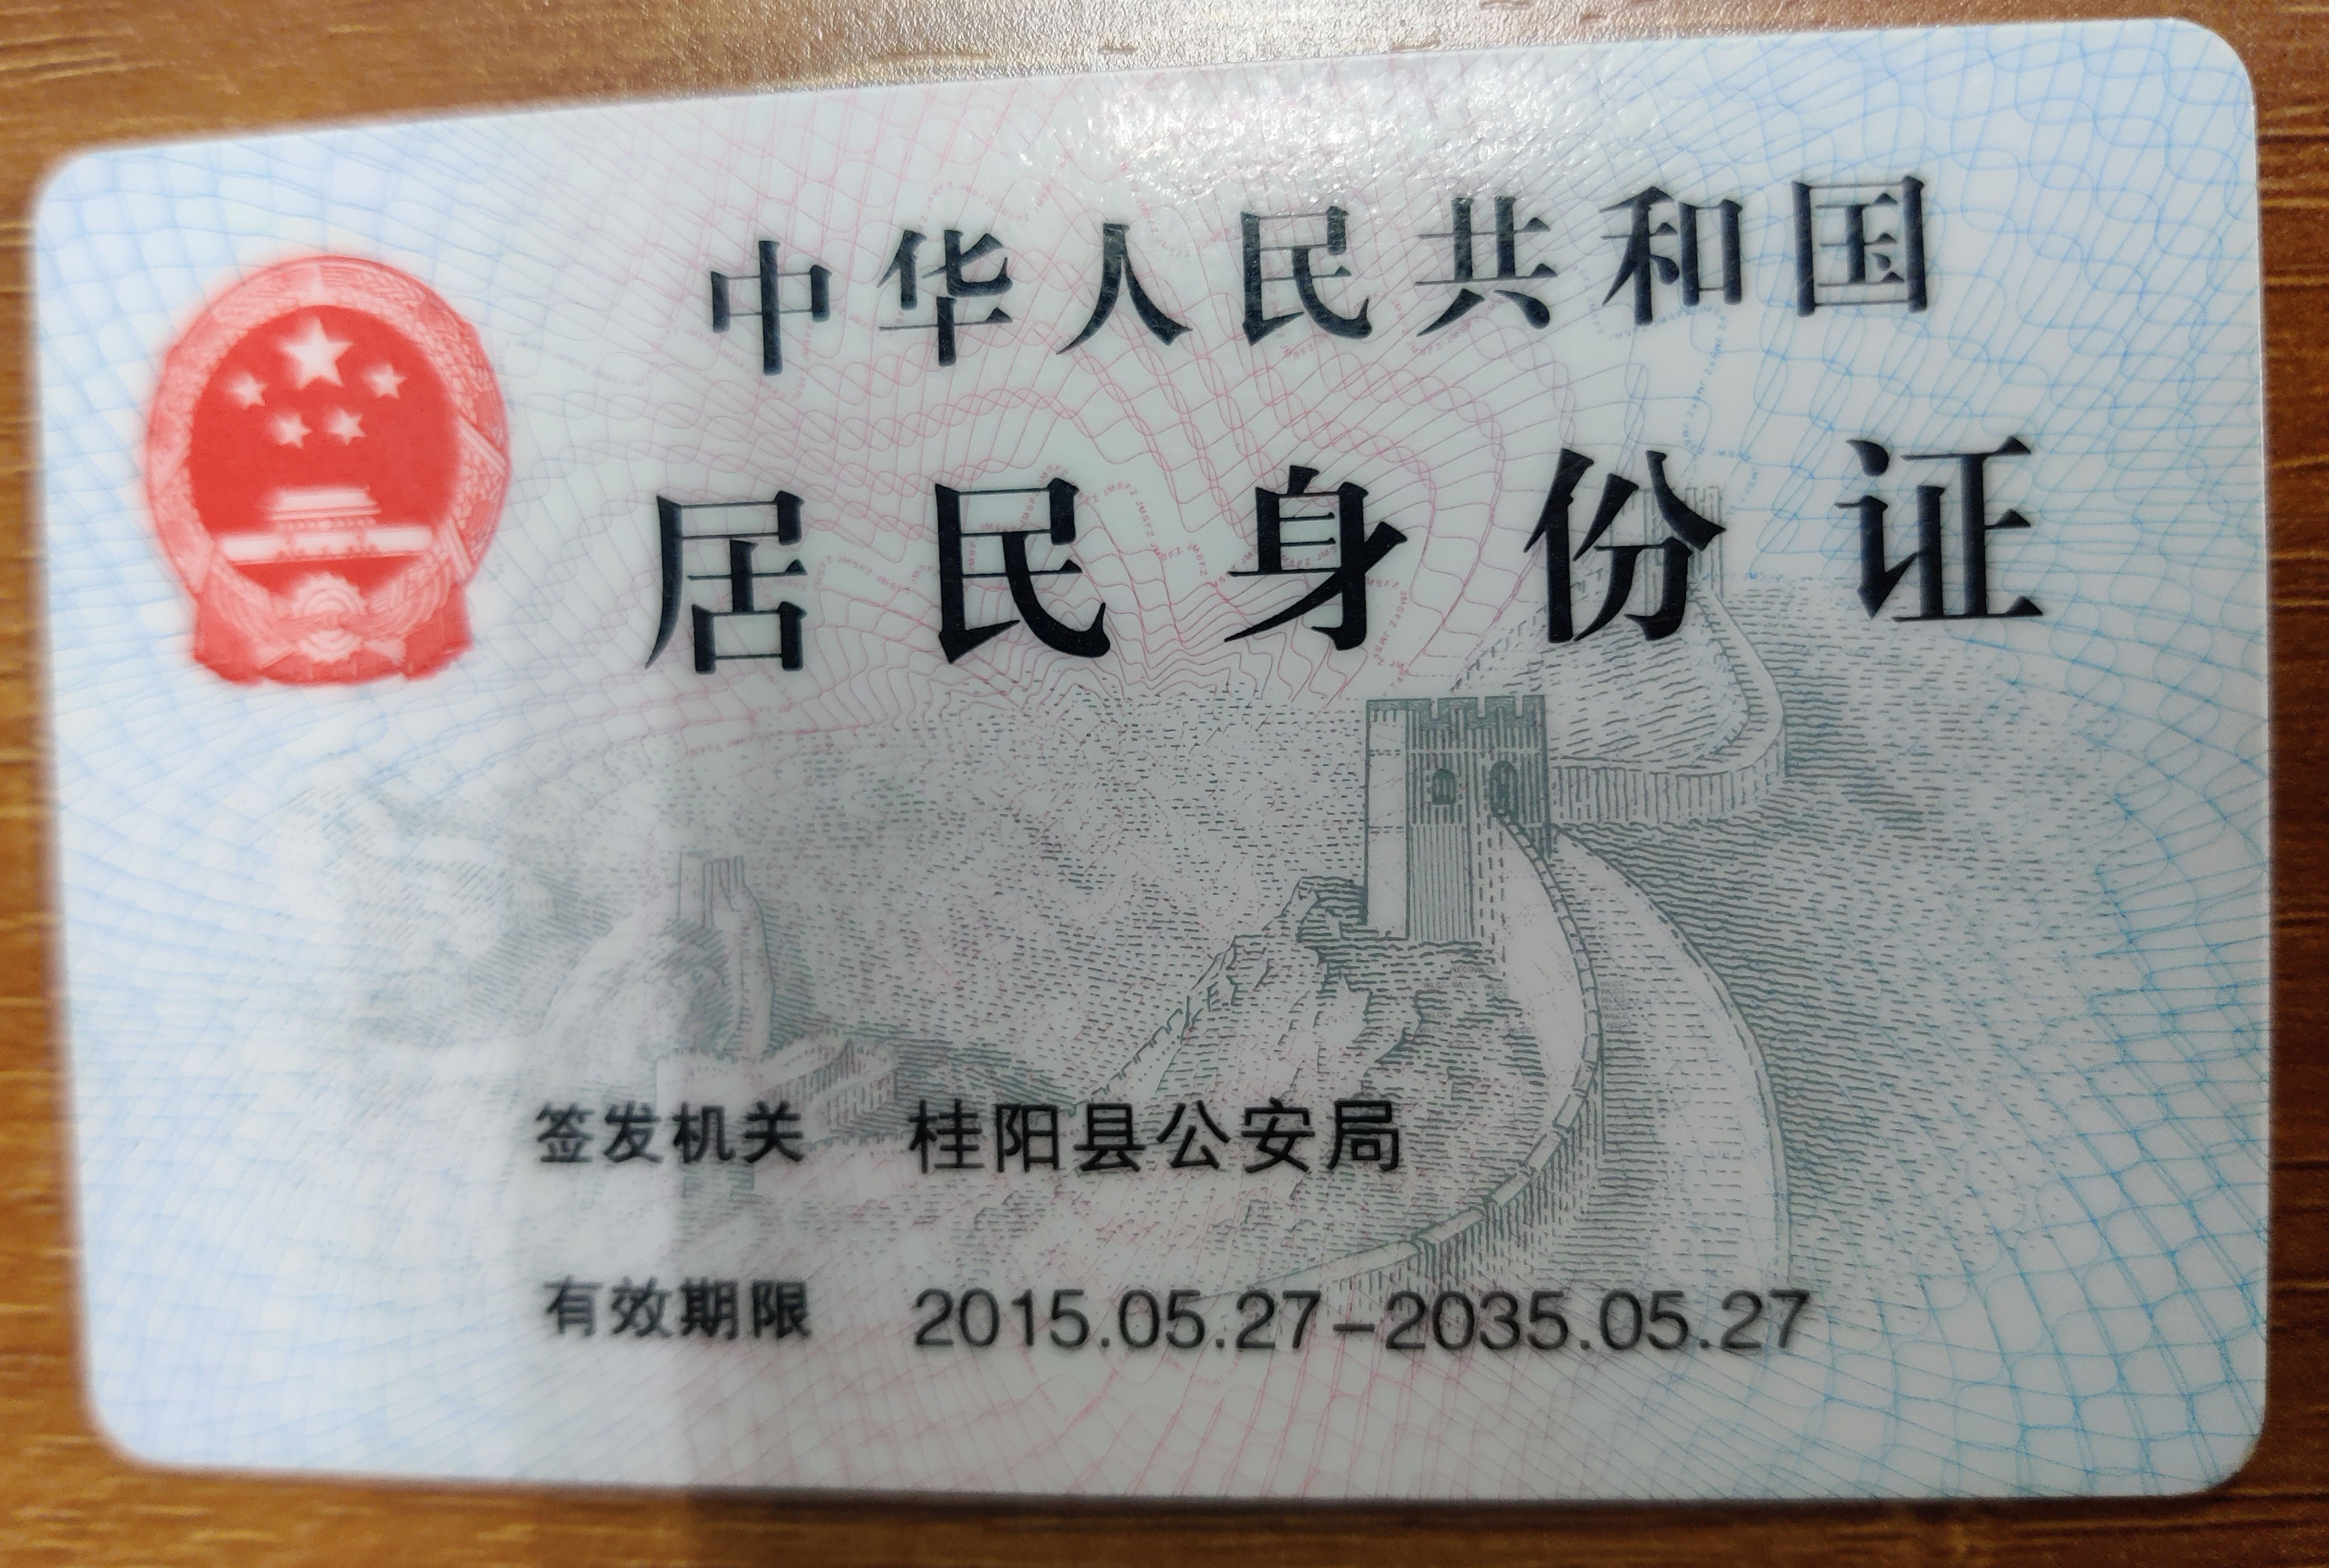 中华人民共和国
居民身份证
签发机关 桂阳县公安局
有效期限 2015.05.27-2035.05.27